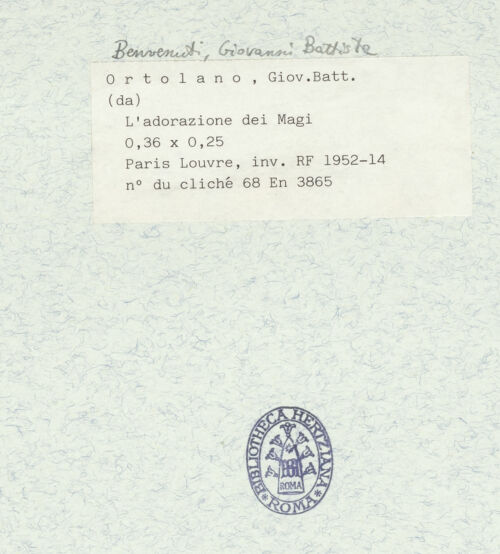 Benvenuti, Giovanni Battista
O r t o l a n o , Giov.Batt.
(da)
L'adorazione dei Magi
0,36 x 0,25
Paris Louvre, inv. RF 1952-14
n° du cliché 68 En 3865
BIBLIOTHECA HERTZIANA
BH
ROMA
* ROMA *